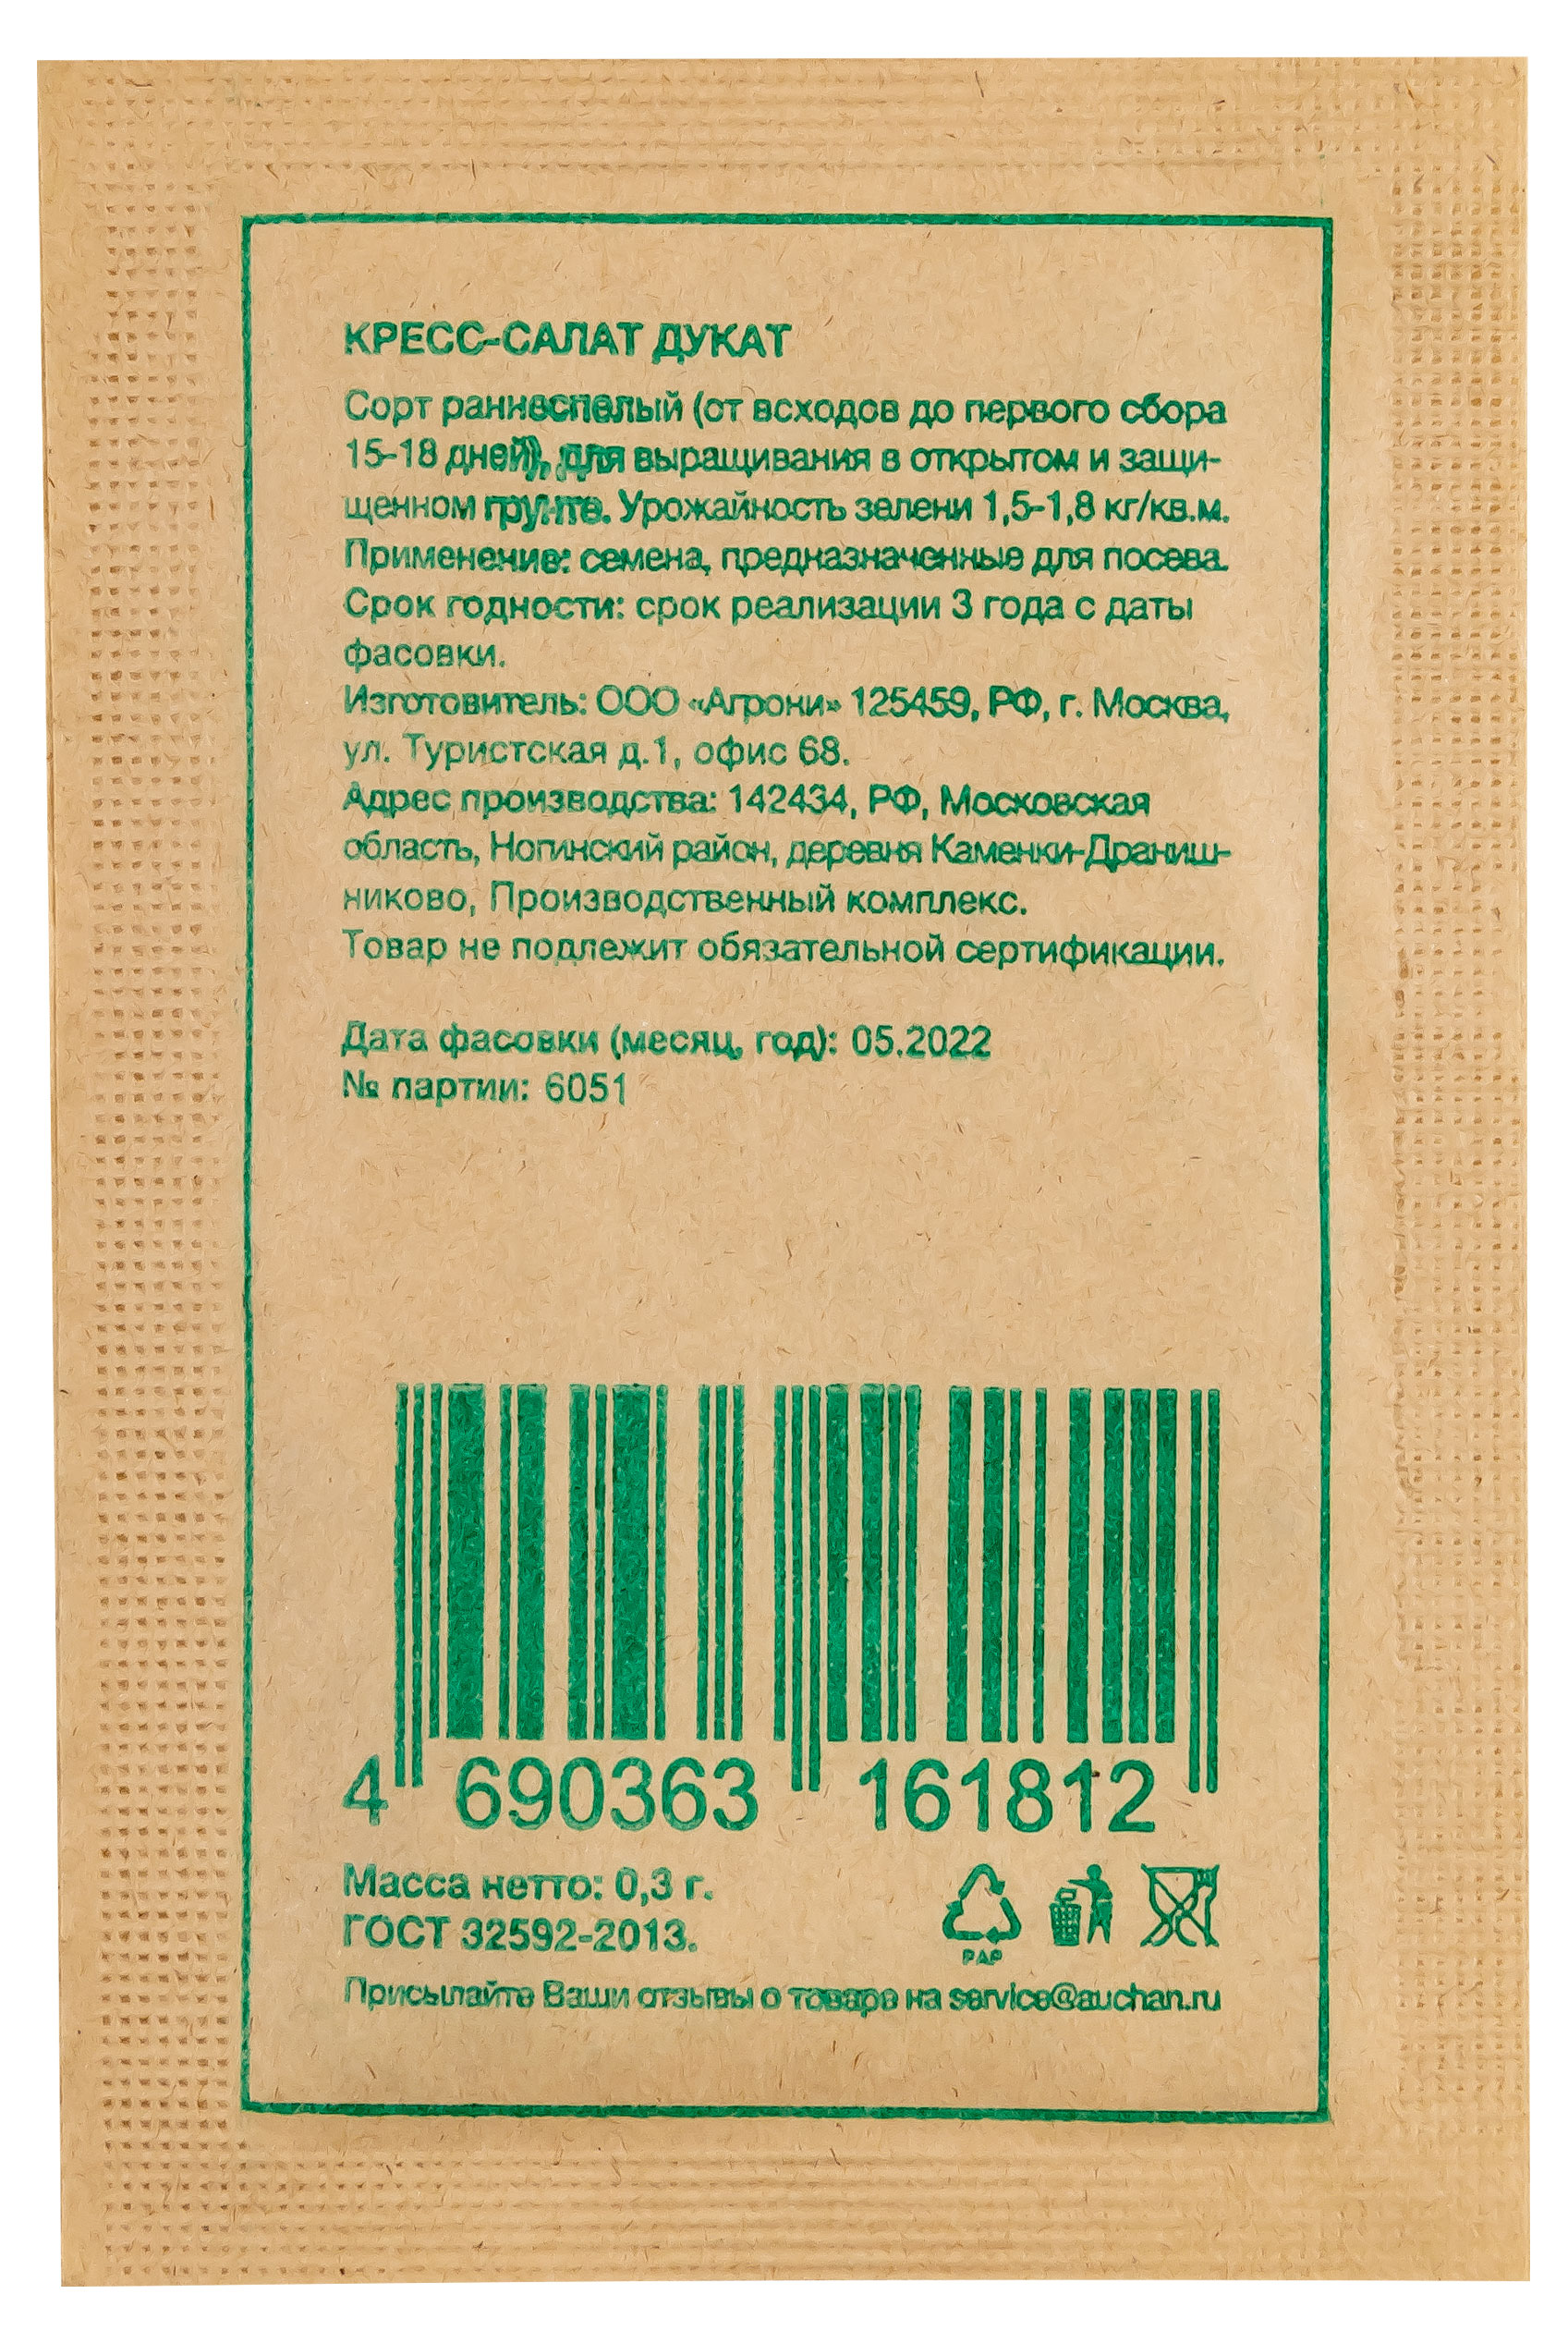 КРЕСС-САЛАТ ДУКАТ
Сорт раннеспелый (от всходов до первого сбора
15-18 дней), для выращивания в открытом и защи-
щенном грунте. Урожайность зелени 1,5-1,8 кг/кв.м.
Применение: семена, предназначенные для посева.
Срок годности: срок реализации 3 года с даты
фасовки.
Изготовитель: ООО «Агрони» 125459, РФ, г. Москва,
ул. Туристская д.1, офис 68.
Адрес производства: 142434, РФ, Московская
область, Ногинский район, деревня Каменки-Драниш-
никово, Производственный комплекс.
Товар не подлежит обязательной сертификации.
Дата фасовки (месяц, год): 05.2022
№ партии: 6051
4 690363 161812
Масса нетто: 0,3 г.
ГОСТ 32592-2013.
PAP
Присылайте Ваши отзывы о товаре на service@auchan.ru